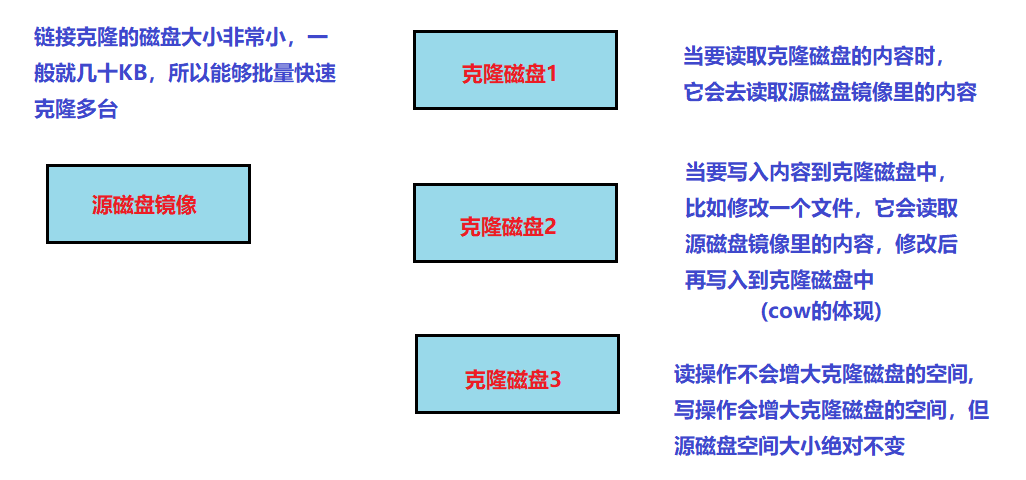 链接克隆的磁盘大小非常小，一
般就几十KB，所以能够批量快速
克隆多台
源磁盘镜像
克隆磁盘1
克隆磁盘2
克隆磁盘3
当要读取克隆磁盘的内容时，
它会去读取源磁盘镜像里的内容
当要写入内容到克隆磁盘中，
比如修改一个文件，它会读取
源磁盘镜像里的内容，修改后
再写入到克隆磁盘中
(cow的体现)
读操作不会增大克隆磁盘的空间,
写操作会增大克隆磁盘的空间，但
源磁盘空间大小绝对不变